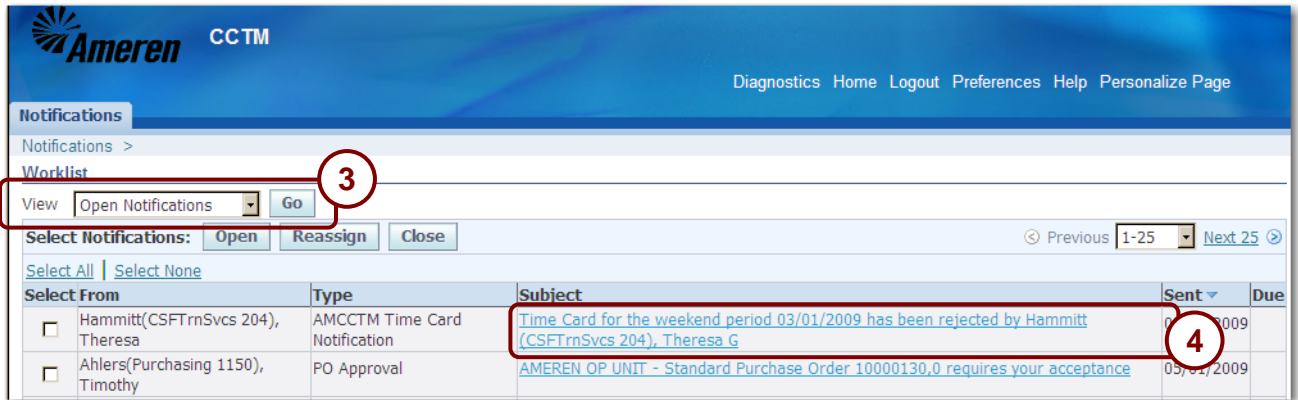 Ameren CCTM
Diagnostics Home Logout Preferences Help Personalize Page
Notifications
Notifications >
Worklist
3
View Open Notifications Go
Select Notifications: Open Reassign Close Previous 1-25 Next 25
Select All | Select None
Select From Type Subject Sent Due
Hammitt(CSFTrnSvcs 204), AMCCTM Time Card Time Card for the weekend period 03/01/2009 has been rejected by Hammitt
Theresa Notification (CSFTrnSvcs 204), Theresa G
4
Ahlers(Purchasing 1150), PO Approval AMEREN OP UNIT - Standard Purchase Order 10000130,0 requires your acceptance
Timothy